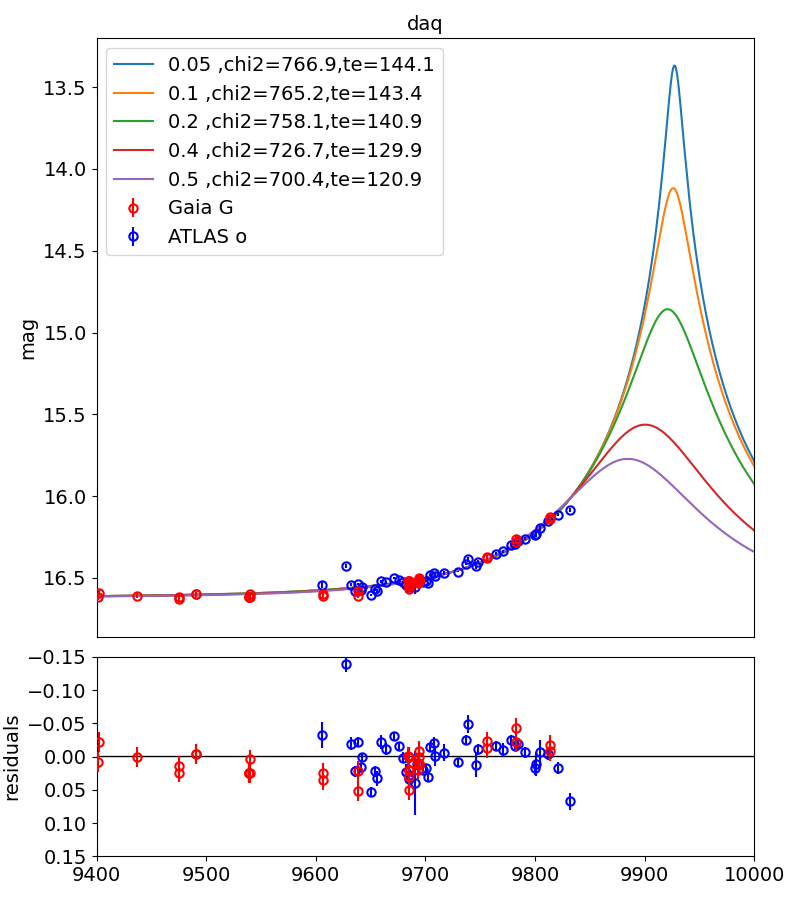 daq
mag
13.5
14.0
14.5
15.0
15.5
16.0
16.5
0.05 ,chi2=766.9,te=144.1
0.1 ,chi2=765.2,te=143.4
0.2 ,chi2=758.1,te=140.9
0.4 ,chi2=726.7,te=129.9
0.5 ,chi2=700.4,te=120.9
Gaia G
ATLAS o
residuals
−0.15
−0.10
−0.05
0.00
0.05
0.10
0.15
9400 9500 9600 9700 9800 9900 10000